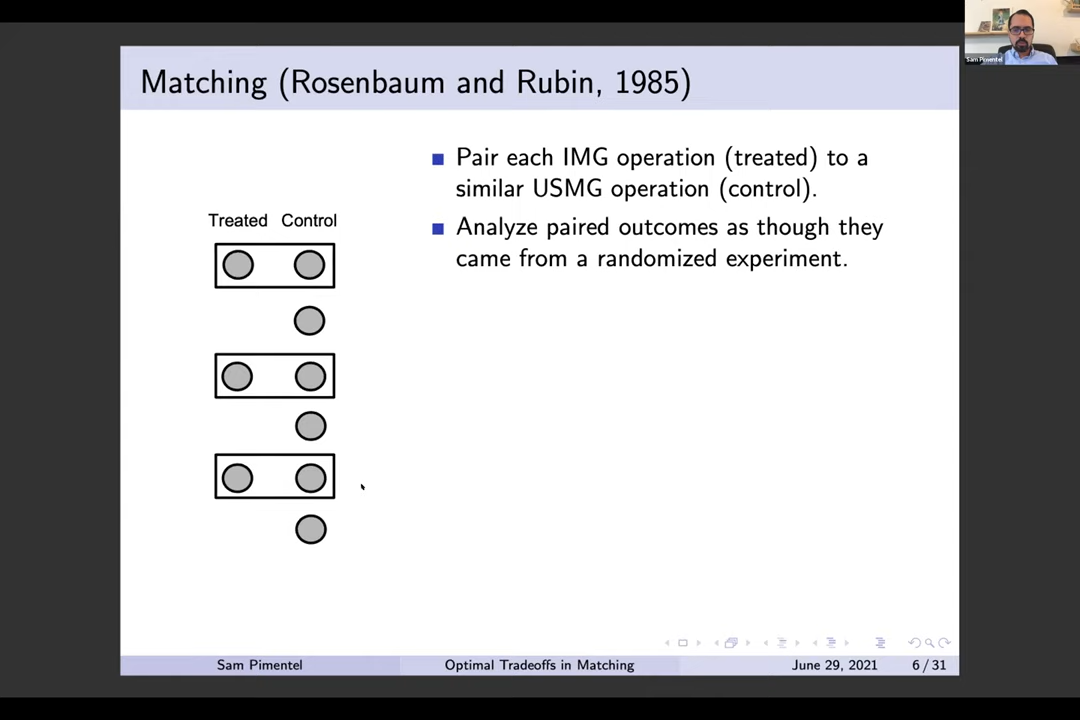 Sam Pimentel
Matching (Rosenbaum and Rubin, 1985)
Pair each IMG operation (treated) to a
similar USMG operation (control).
Analyze paired outcomes as though they
came from a randomized experiment.
Treated Control
Sam Pimentel Optimal Tradeoffs in Matching June 29, 2021 6 / 31